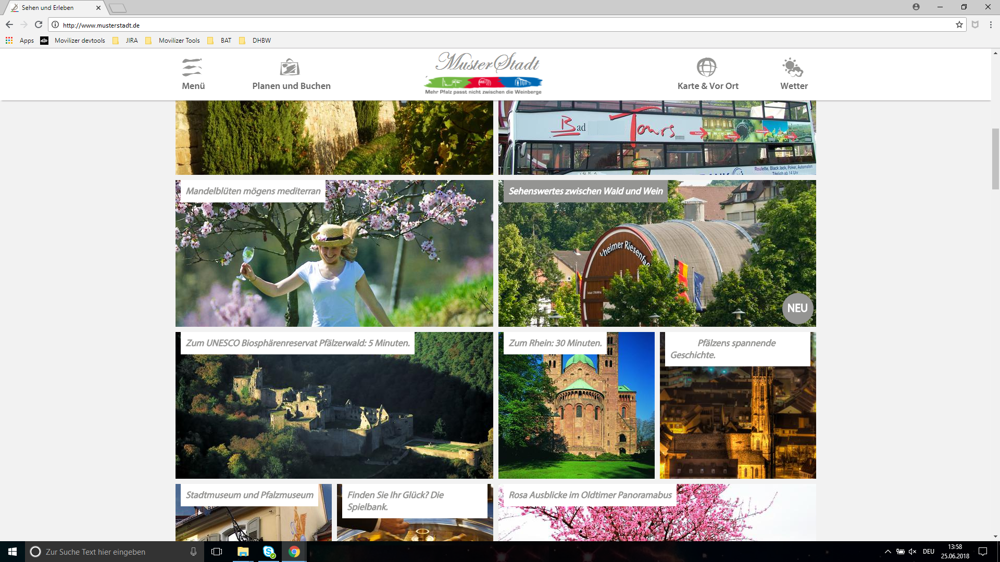 Sehen und Erleben
http://www.musterstadt.de
Apps Movilizer devtools JIRA Movilizer Tools BAT DHBW
Menü
Planen und Buchen
MusterStadt
Mehr Pfalz passt nicht zwischen die Weinberge
Karte & Vor Ort
Wetter
Bad Tours
Roulette, Black Jack, Poker, Automaten
Täglich ab 14 Uhr
Mandelblüten mögens mediterran
Sehenswertes zwischen Wald und Wein
NEU
Zum UNESCO Biosphärenreservat Pfälzerwald: 5 Minuten.
Zum Rhein: 30 Minuten.
Pfälzens spannende
Geschichte.
Stadtmuseum und Pfalzmuseum
Finden Sie Ihr Glück? Die
Spielbank.
Rosa Ausblicke im Oldtimer Panoramabus
Zur Suche Text hier eingeben
DEU
13:58
25.06.2018